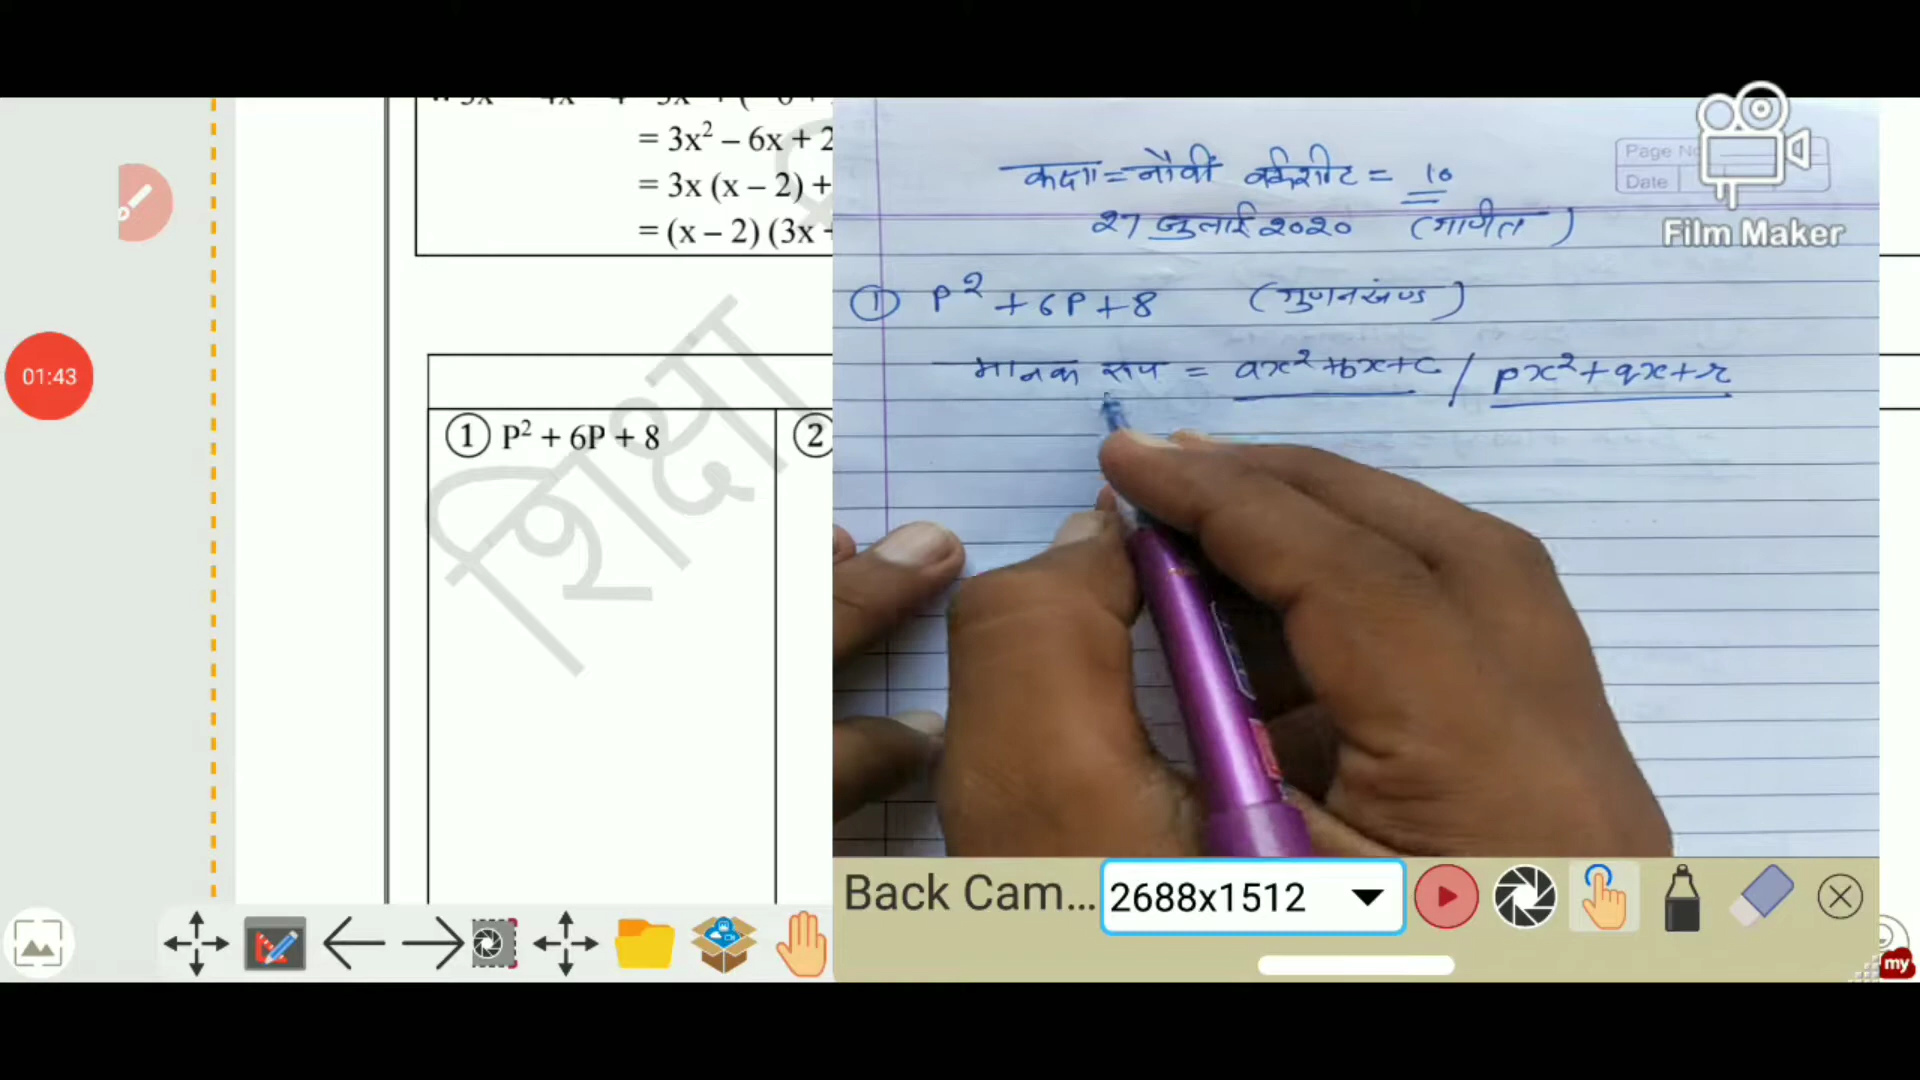 = 3x² – 6x + 2
= 3x (x – 2) +
= (x – 2) (3x +
① P² + 6P + 8
②
शिक्षा
01:43
कक्षा = नौवीं वर्कशीट = 10
27 जुलाई 2020 (गणित)
Page No
Date
Film Maker
① P² + 6P + 8 (गुणनखण्ड)
मानक रूप = ax² + bx + c / px² + qx + r
Back Cam... 2688x1512
my